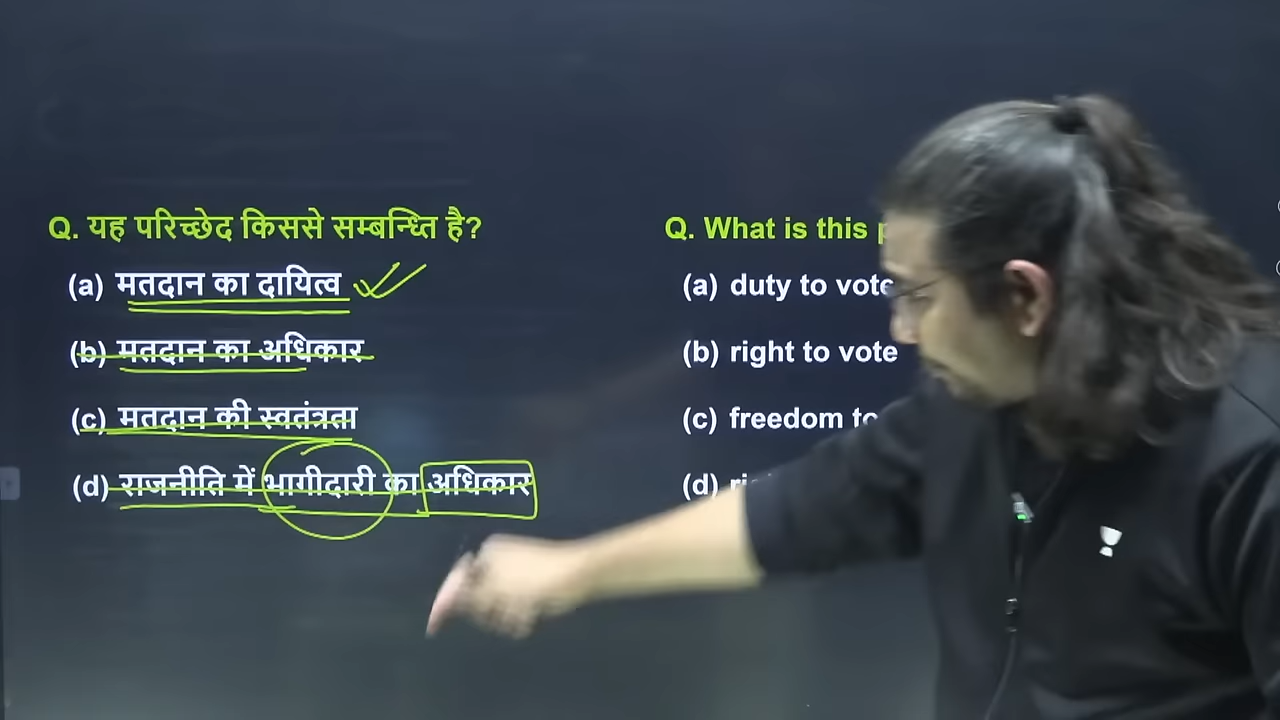 Q. यह परिच्छेद किससे सम्बन्धित है?
(a) मतदान का दायित्व
(b) मतदान का अधिकार
(c) मतदान की स्वतंत्रता
(d) राजनीति में भागीदारी का अधिकार
Q. What is this
(a) duty to vote
(b) right to vote
(c) freedom to
(d)